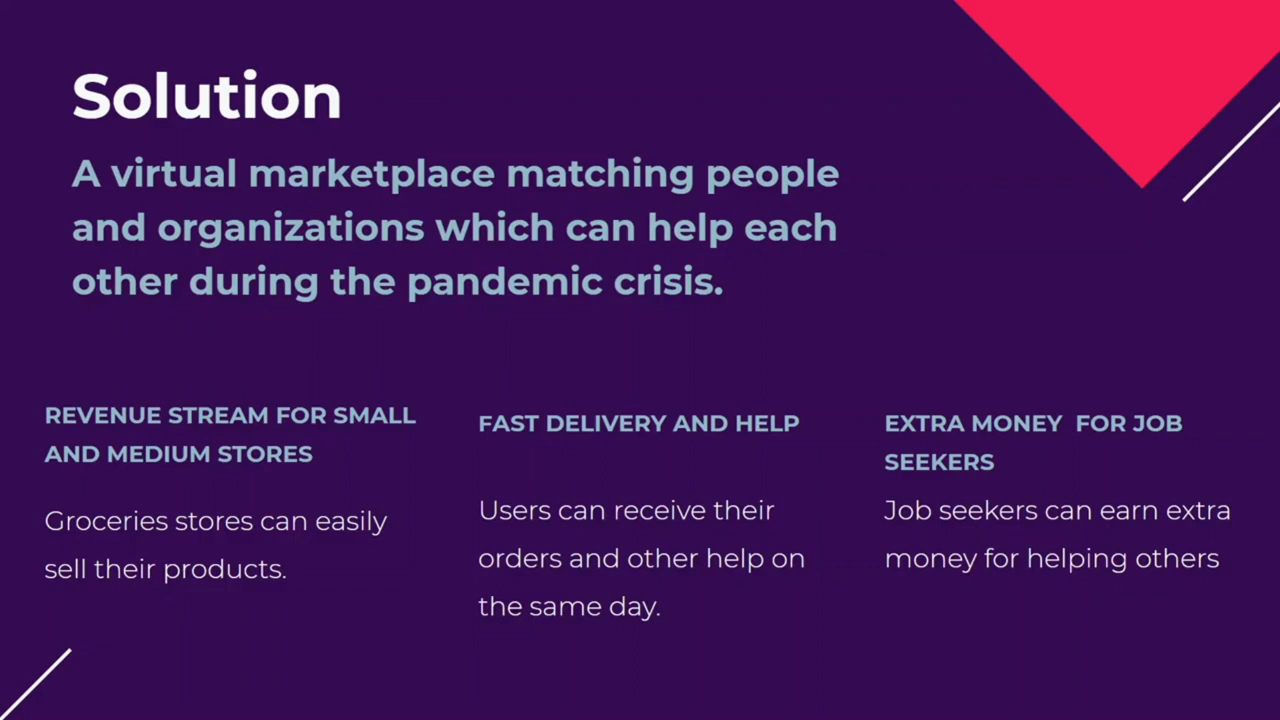 Solution
A virtual marketplace matching people
and organizations which can help each
other during the pandemic crisis.
REVENUE STREAM FOR SMALL
AND MEDIUM STORES
Groceries stores can easily
sell their products.
FAST DELIVERY AND HELP
Users can receive their
orders and other help on
the same day.
EXTRA MONEY  FOR JOB
SEEKERS
Job seekers can earn extra
money for helping others